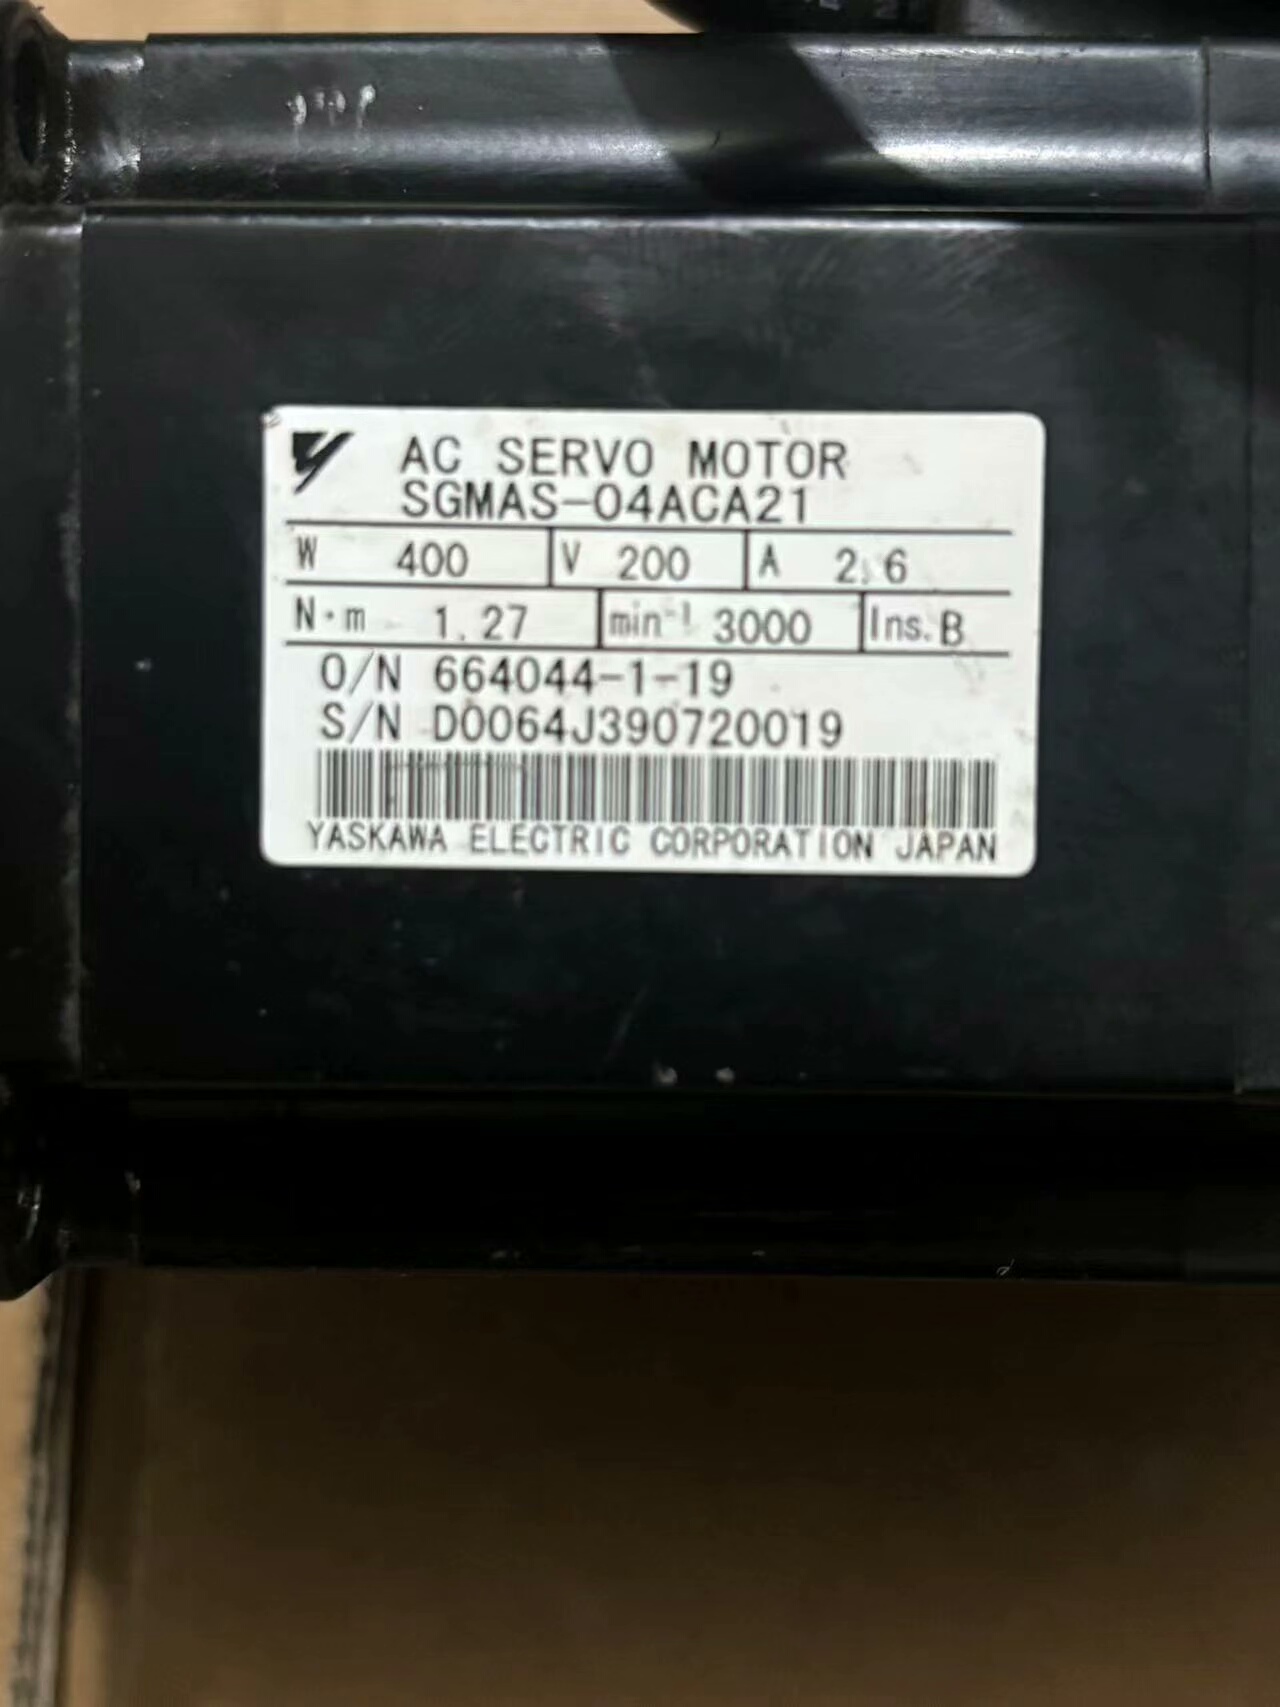 AC SERVO MOTOR
SGMAS-04ACA21
W 400 V 200 A 2.6
N·m 1.27 min⁻¹ 3000 Ins. B
O/N 664044-1-19
S/N D0064J390720019
YASKAWA ELECTRIC CORPORATION JAPAN